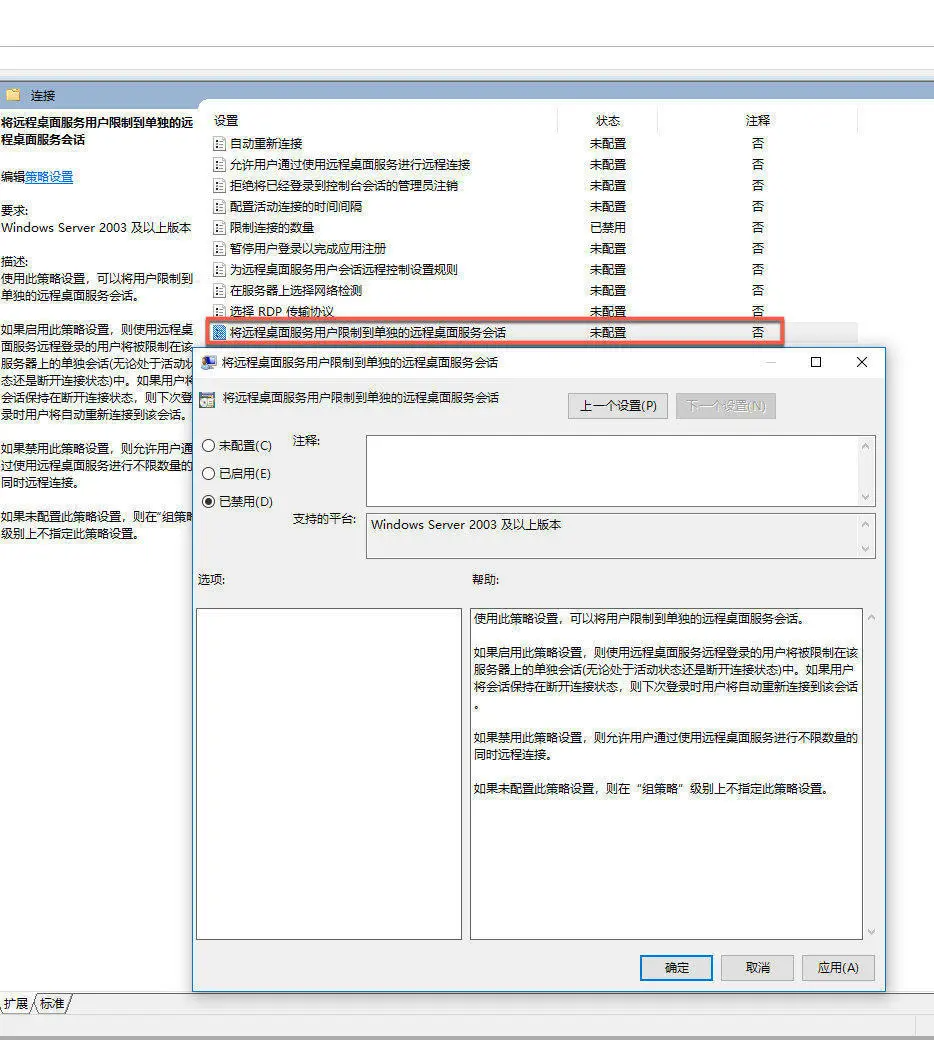 连接
将远程桌面服务用户限制到单独的远
程桌面服务会话
编辑策略设置
要求:
Windows Server 2003 及以上版本
描述:
使用此策略设置，可以将用户限制到
单独的远程桌面服务会话。
如果启用此策略设置，则使用远程桌
面服务远程登录的用户将被限制在该
服务器上的单独会话(无论处于活动状
态还是断开连接状态)中。如果用户将
会话保持在断开连接状态，则下次登
录时用户将自动重新连接到该会话。
如果禁用此策略设置，则允许用户通
过使用远程桌面服务进行不限数量的
同时远程连接。
如果未配置此策略设置，则在“组策略
级别上不指定此策略设置。
设置 状态 注释
自动重新连接 未配置 否
允许用户通过使用远程桌面服务进行远程连接 未配置 否
拒绝将已经登录到控制台会话的管理员注销 未配置 否
配置活动连接的时间间隔 未配置 否
限制连接的数量 已禁用 否
暂停用户登录以完成应用注册 未配置 否
为远程桌面服务用户会话远程控制设置规则 未配置 否
在服务器上选择网络检测 未配置 否
选择 RDP 传输协议 未配置 否
将远程桌面服务用户限制到单独的远程桌面服务会话 未配置 否
将远程桌面服务用户限制到单独的远程桌面服务会话
将远程桌面服务用户限制到单独的远程桌面服务会话
上一个设置(P) 下一个设置(N)
未配置(C)
已启用(E)
已禁用(D)
注释:
支持的平台:
Windows Server 2003 及以上版本
选项:
帮助:
使用此策略设置，可以将用户限制到单独的远程桌面服务会话。
如果启用此策略设置，则使用远程桌面服务远程登录的用户将被限制在该
服务器上的单独会话(无论处于活动状态还是断开连接状态)中。如果用户
将会话保持在断开连接状态，则下次登录时用户将自动重新连接到该会话
。
如果禁用此策略设置，则允许用户通过使用远程桌面服务进行不限数量的
同时远程连接。
如果未配置此策略设置，则在“组策略”级别上不指定此策略设置。
确定 取消 应用(A)
扩展 标准